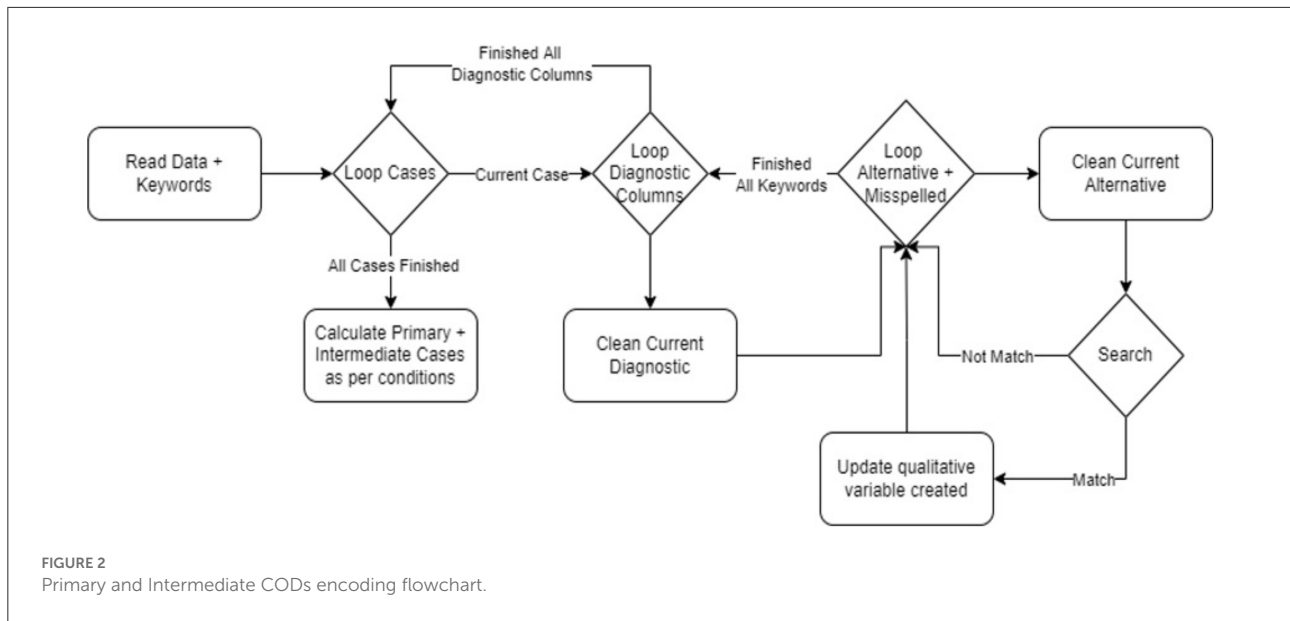 Finished All
Diagnostic Columns
Read Data +
Keywords
Loop Cases
Current Case
Loop
Diagnostic
Columns
Finished
All Keywords
Loop
Alternative +
Misspelled
Clean Current
Alternative
All Cases Finished
Calculate Primary +
Intermediate Cases
as per conditions
Clean Current
Diagnostic
Not Match
Search
Update qualitative
variable created
Match
FIGURE 2
Primary and Intermediate CODs encoding flowchart.